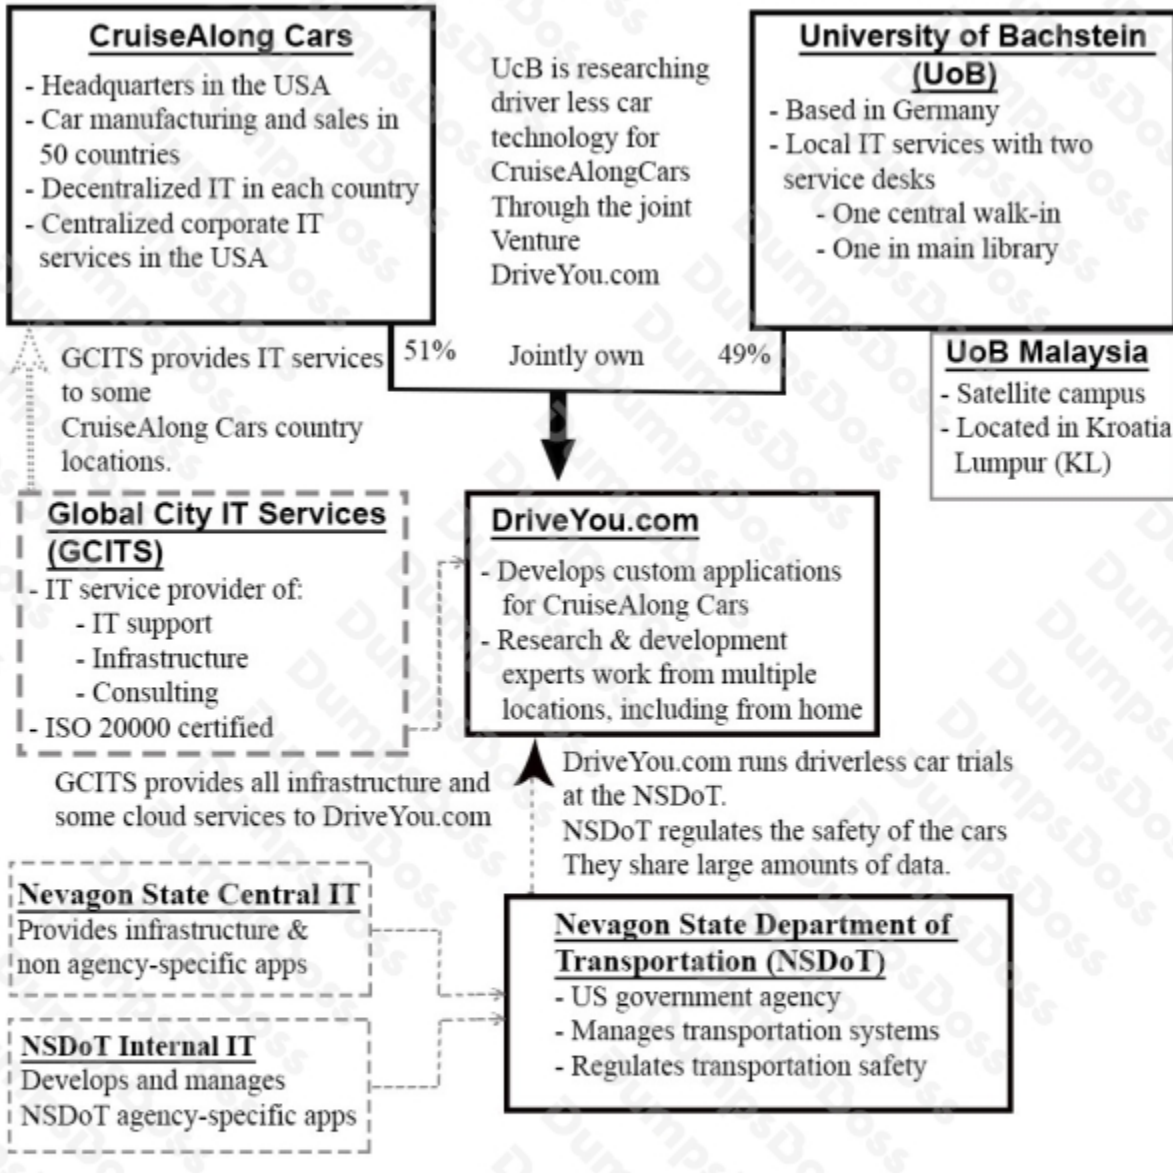 CruiseAlong Cars
- Headquarters in the USA
- Car manufacturing and sales in
50 countries
- Decentralized IT in each country
- Centralized corporate IT
services in the USA
UcB is researching
driver less car
technology for
CruiseAlongCars
Through the joint
Venture
DriveYou.com
University of Bachstein
(UoB)
- Based in Germany
- Local IT services with two
service desks
- One central walk-in
- One in main library
51% Jointly own 49%
UoB Malaysia
- Satellite campus
- Located in Kroatia
Lumpur (KL)
GCITS provides IT services
to some
CruiseAlong Cars country
locations.
Global City IT Services
(GCITS)
- IT service provider of:
- IT support
- Infrastructure
- Consulting
- ISO 20000 certified
DriveYou.com
- Develops custom applications
for CruiseAlong Cars
- Research & development
experts work from multiple
locations, including from home
GCITS provides all infrastructure and
some cloud services to DriveYou.com
DriveYou.com runs driverless car trials
at the NSDoT.
NSDoT regulates the safety of the cars
They share large amounts of data.
Nevagon State Central IT
Provides infrastructure &
non agency-specific apps
NSDoT Internal IT
Develops and manages
NSDoT agency-specific apps
Nevagon State Department of
Transportation (NSDoT)
- US government agency
- Manages transportation systems
- Regulates transportation safety
DumpsDoss